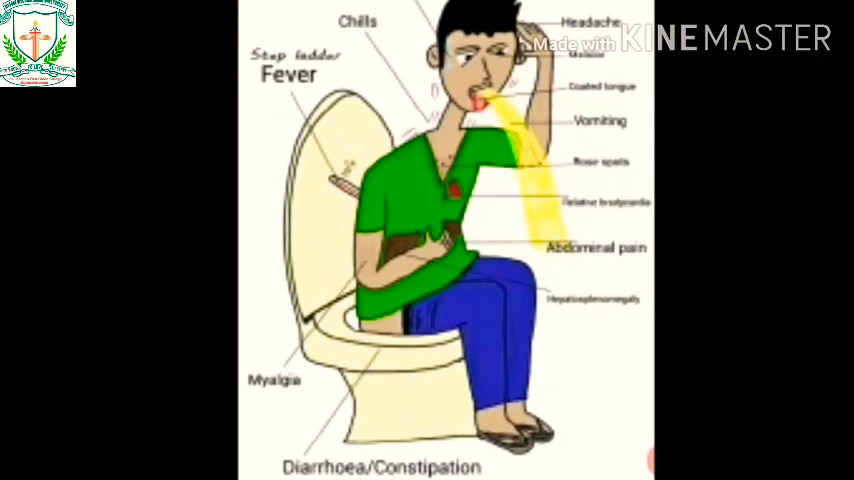 Chills
Headache
Made with KINEMASTER
Step ladder
Fever
Malaise
Coated tongue
Vomiting
Rose spots
Relative bradycardia
Abdominal pain
Hepatosplenomegaly
Myalgia
Diarrhoea/Constipation